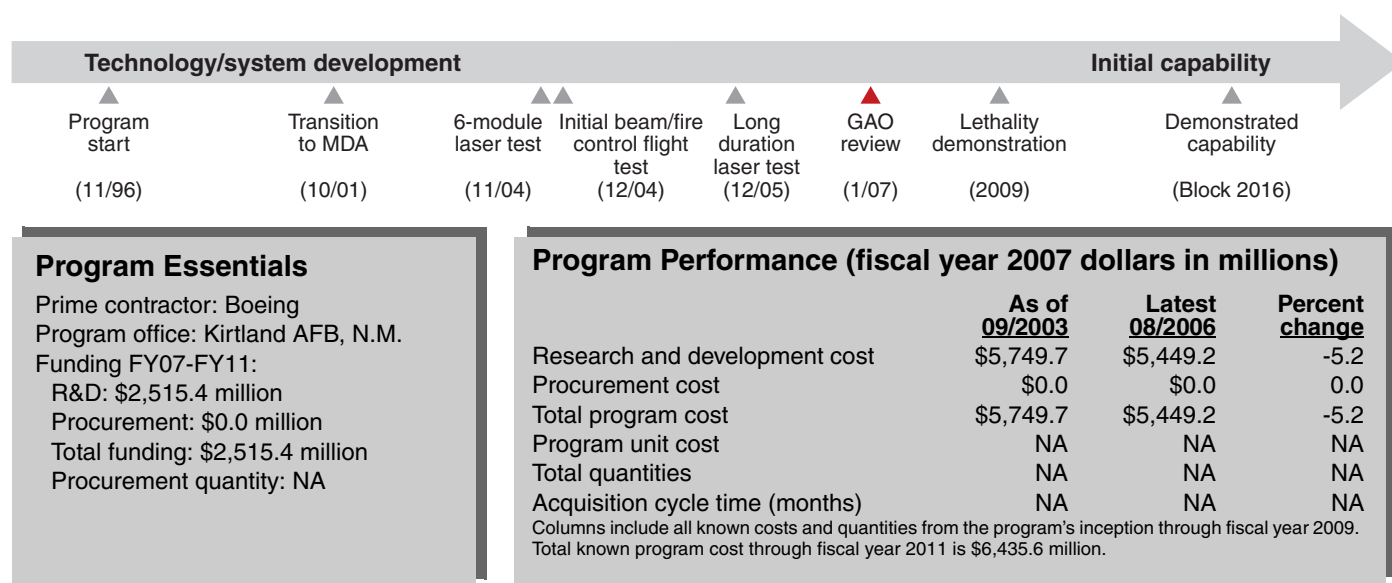 Technology/system development Initial capability
Program start (11/96)
Transition to MDA (10/01)
6-module laser test (11/04)
Initial beam/fire control flight test (12/04)
Long duration laser test (12/05)
GAO review (1/07)
Lethality demonstration (2009)
Demonstrated capability (Block 2016)
Program Essentials
Prime contractor: Boeing
Program office: Kirtland AFB, N.M.
Funding FY07-FY11:
R&D: $2,515.4 million
Procurement: $0.0 million
Total funding: $2,515.4 million
Procurement quantity: NA
Program Performance (fiscal year 2007 dollars in millions)
As of 09/2003 Latest 08/2006 Percent change
Research and development cost $5,749.7 $5,449.2 -5.2
Procurement cost $0.0 $0.0 0.0
Total program cost $5,749.7 $5,449.2 -5.2
Program unit cost NA NA NA
Total quantities NA NA NA
Acquisition cycle time (months) NA NA NA
Columns include all known costs and quantities from the program's inception through fiscal year 2009.
Total known program cost through fiscal year 2011 is $6,435.6 million.